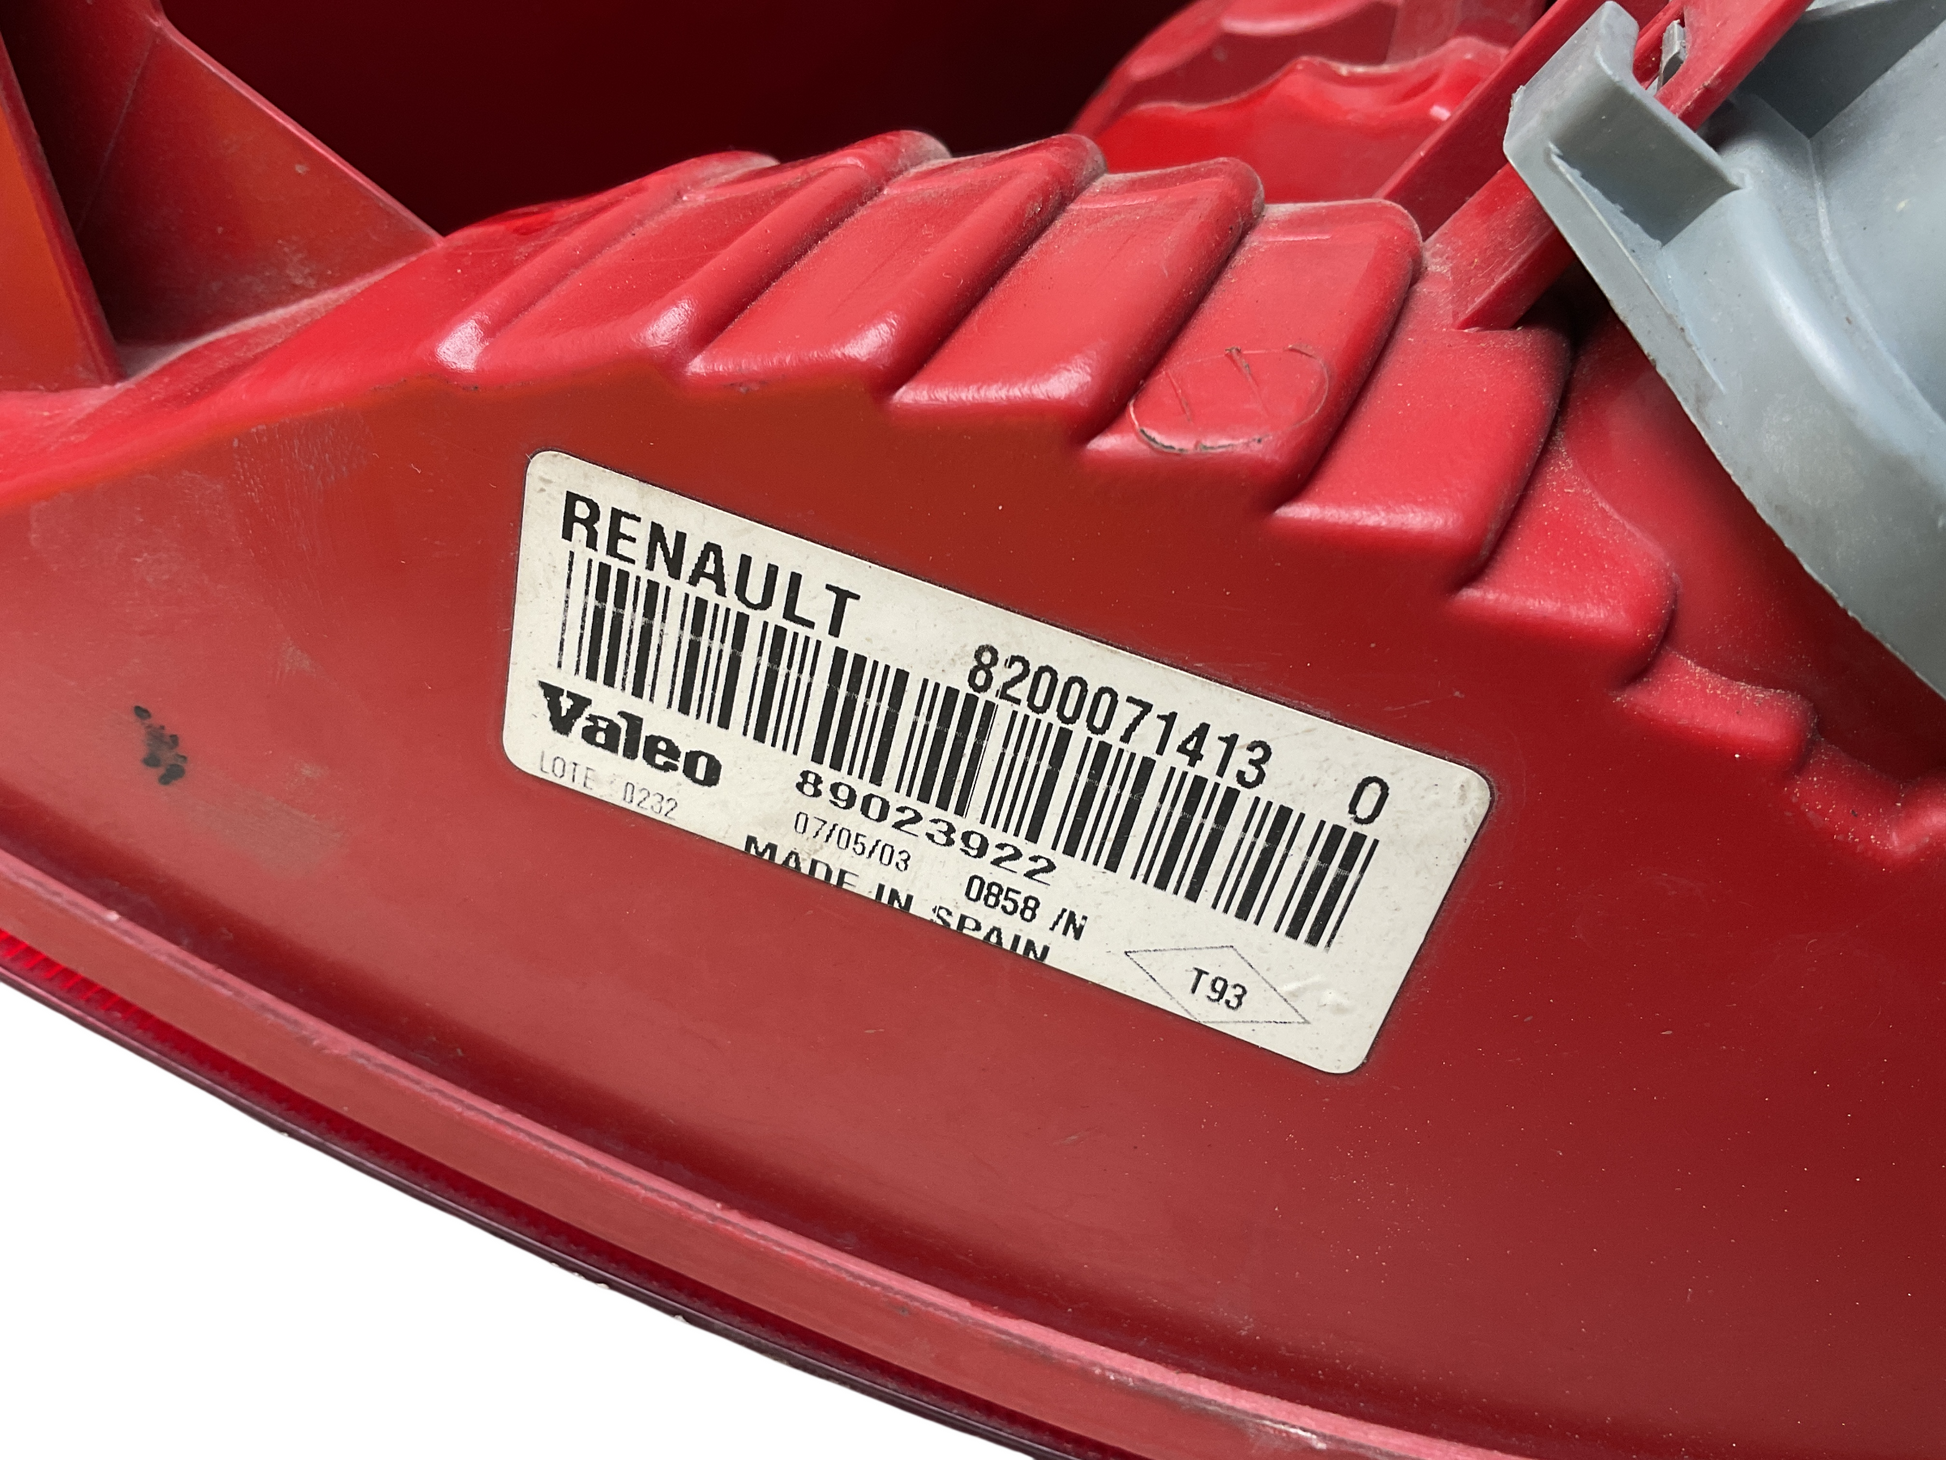 RENAULT
8200071413 0
Valeo 89023922
LOTE 0232 07/05/03 0858 /N
MADE IN SPAIN
T93